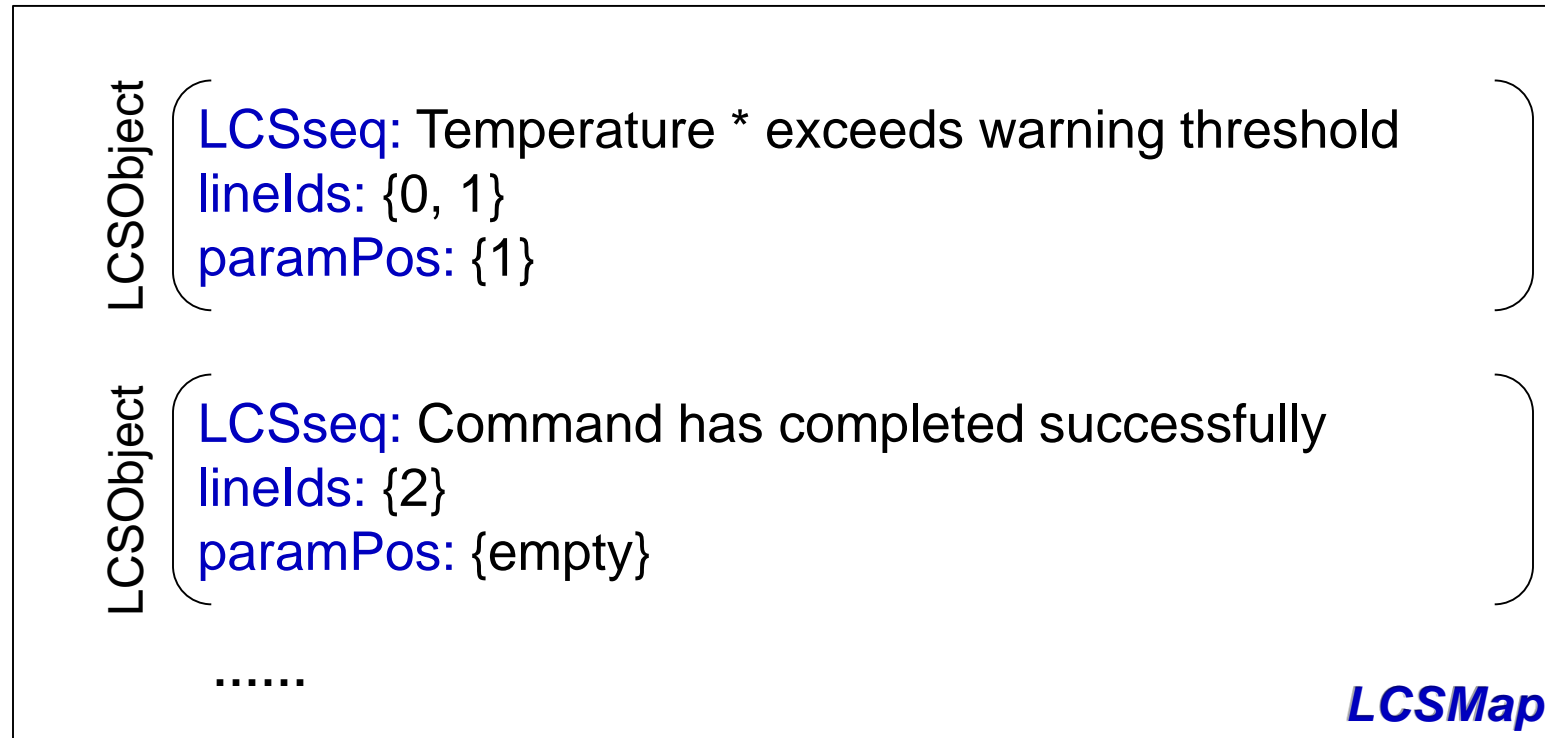 LCSObject
LCSseq: Temperature * exceeds warning threshold
lineIds: {0, 1}
paramPos: {1}
LCSObject
LCSseq: Command has completed successfully
lineIds: {2}
paramPos: {empty}
......
LCSMap